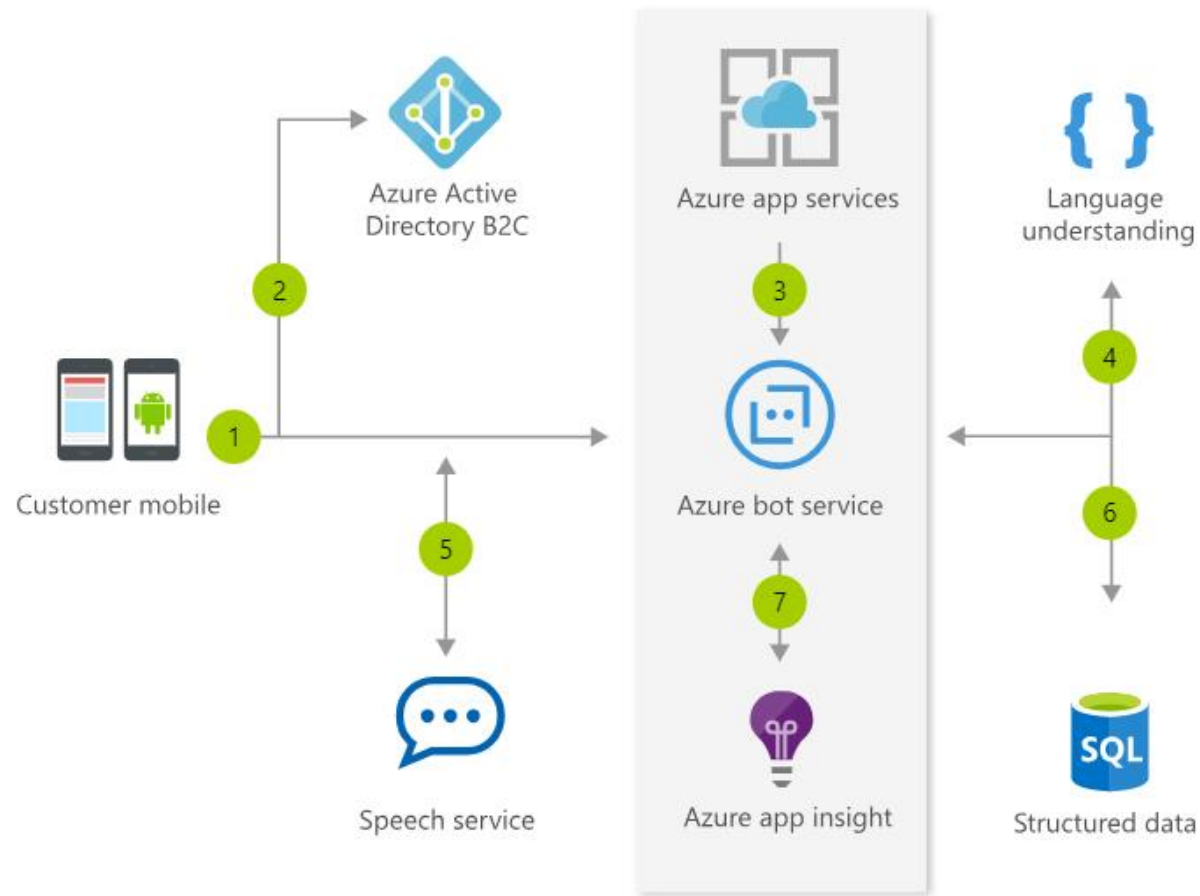 Azure Active
Directory B2C
Azure app services
Language
understanding
2
3
4
1
Customer mobile
Azure bot service
6
5
7
SQL
Speech service
Azure app insight
Structured data